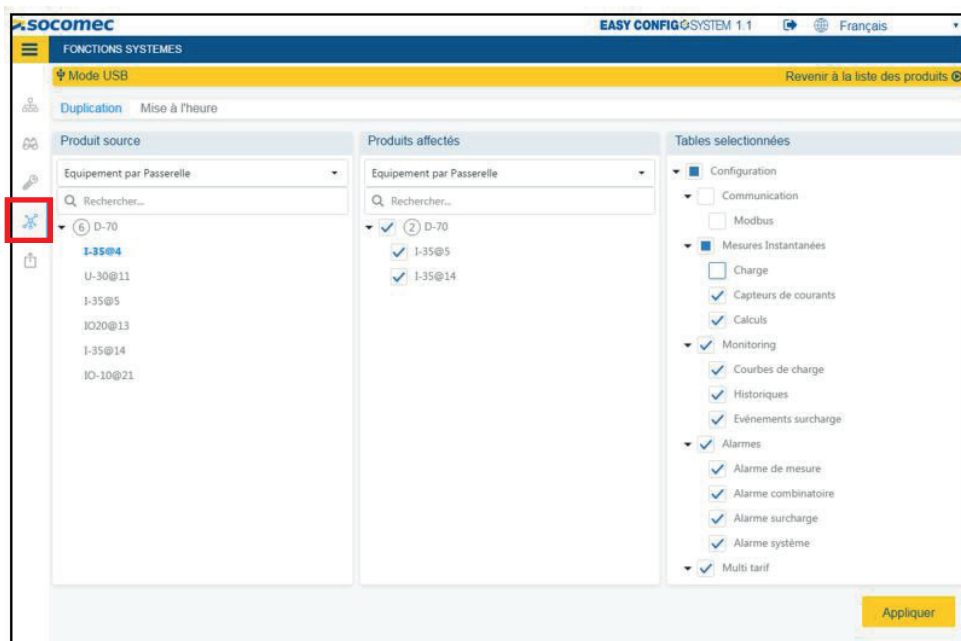 socomec
EASY CONFIG SYSTEM 1.1 Français
FONCTIONS SYSTEMES
Mode USB Revenir à la liste des produits
Duplication Mise à l'heure
Produit source
Equipement par Passerelle
Rechercher...
6 D-70
I-35@4
U-30@11
I-35@5
IO20@13
I-35@14
IO-10@21
Produits affectés
Equipement par Passerelle
Rechercher...
2 D-70
I-35@5
I-35@14
Tables selectionnées
Configuration
Communication
Modbus
Mesures Instantanées
Charge
Capteurs de courants
Calculs
Monitoring
Courbes de charge
Historiques
Evénements surcharge
Alarmes
Alarme de mesure
Alarme combinatoire
Alarme surcharge
Alarme système
Multi tarif
Appliquer